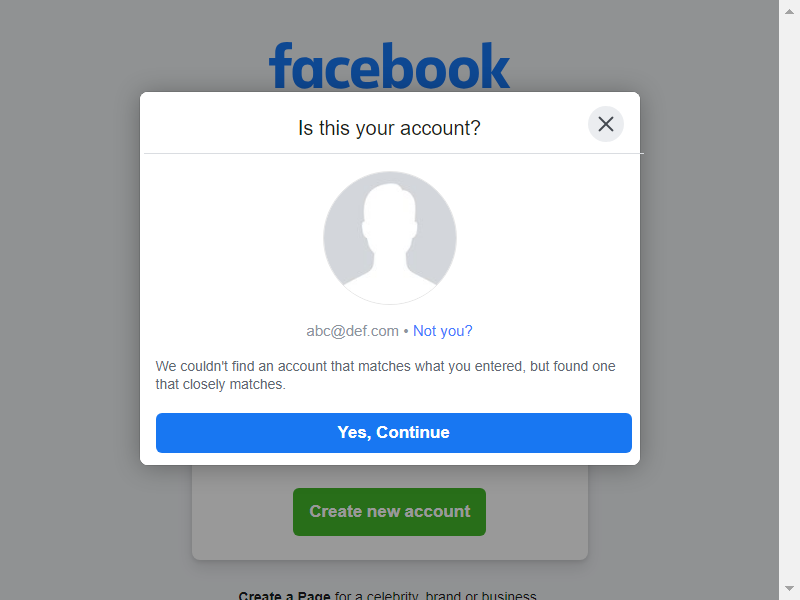 facebook
Is this your account?
abc@def.com • Not you?
We couldn't find an account that matches what you entered, but found one
that closely matches.
Yes, Continue
Create new account
Create a Page for a celebrity, brand or business.